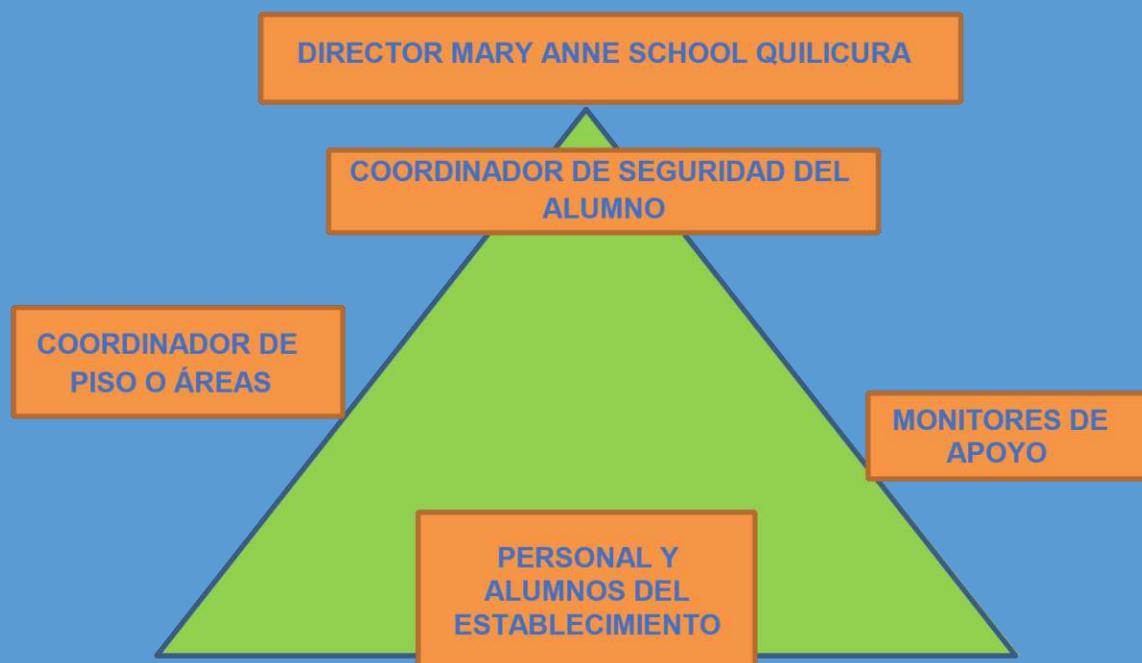 DIRECTOR MARY ANNE SCHOOL QUILICURA
COORDINADOR DE SEGURIDAD DEL
ALUMNO
COORDINADOR DE
PISO O ÁREAS
MONITORES DE
APOYO
PERSONAL Y
ALUMNOS DEL
ESTABLECIMIENTO